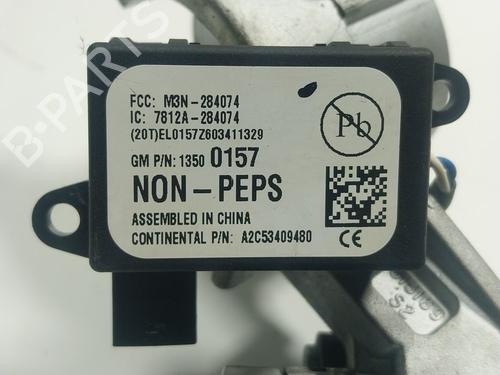 FCC: M3N-284074
IC: 7812A-284074
(20T)EL0157Z603411329
GM P/N: 1350 0157
NON-PEPS
ASSEMBLED IN CHINA
CONTINENTAL P/N: A2C53409480
Pb
CE
B-PARTS
S2